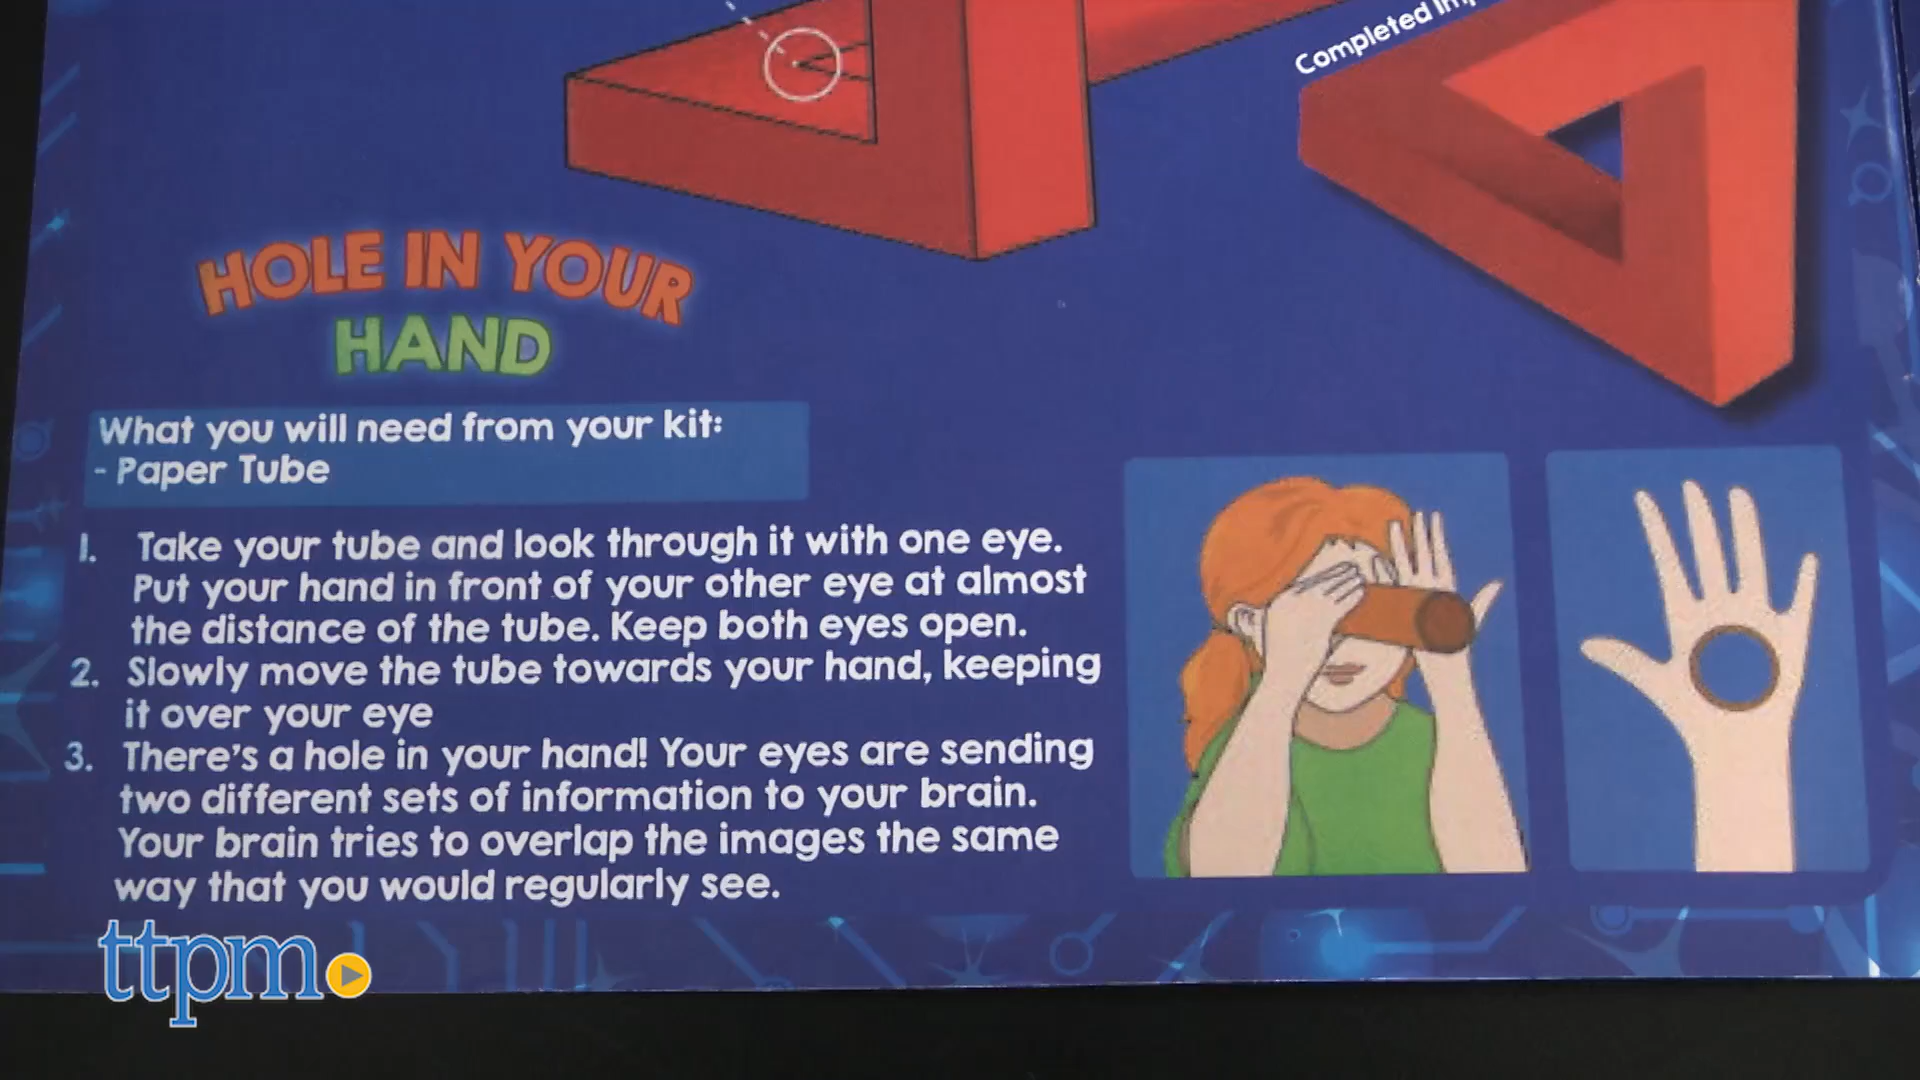 Completed
HOLE IN YOUR
HAND
What you will need from your kit:
- Paper Tube
1. Take your tube and look through it with one eye.
Put your hand in front of your other eye at almost
the distance of the tube. Keep both eyes open.
2. Slowly move the tube towards your hand, keeping
it over your eye
3. There's a hole in your hand! Your eyes are sending
two different sets of information to your brain.
Your brain tries to overlap the images the same
way that you would regularly see.
ttpm